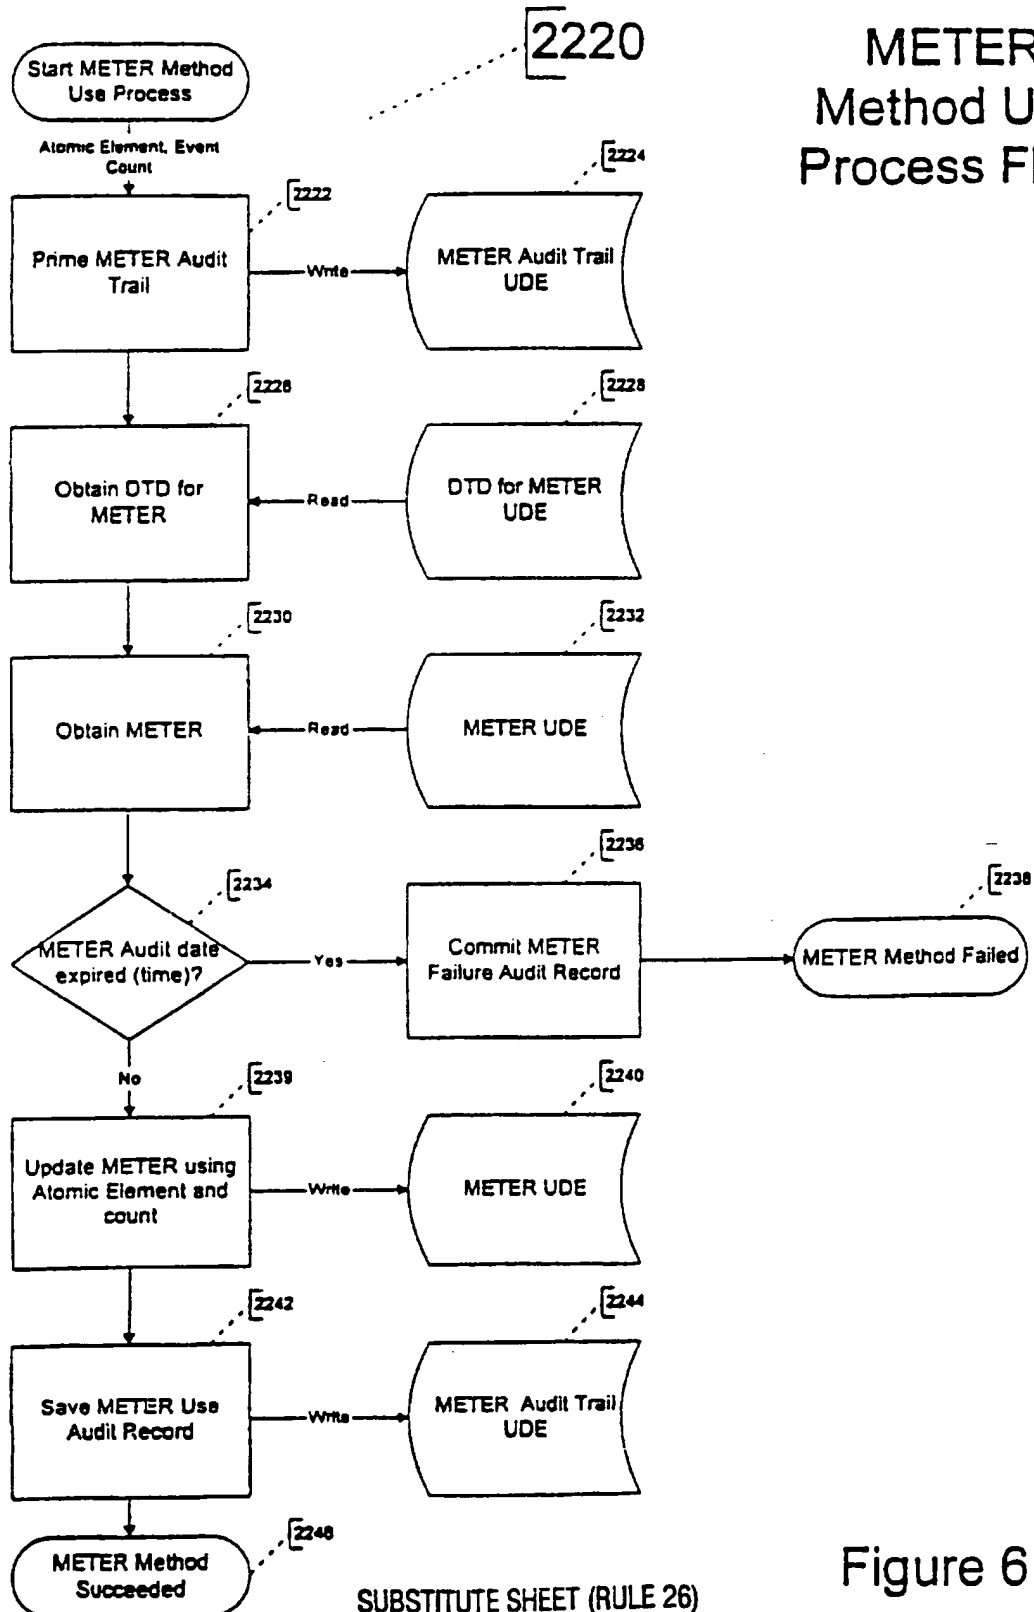 2220
METER
Method U
Process Fl
Start METER Method
Use Process
Atomic Element, Event
Count
2222
2224
Prime METER Audit
Trail
Write
METER Audit Trail
UDE
2226
2228
Obtain DTD for
METER
Read
DTD for METER
UDE
2230
2232
Obtain METER
Read
METER UDE
2234
2236
2238
METER Audit date
expired (time)?
Yes
Commit METER
Failure Audit Record
METER Method Failed
No
2239
2240
Update METER using
Atomic Element and
count
Write
METER UDE
2242
2244
Save METER Use
Audit Record
Write
METER Audit Trail
UDE
2246
METER Method
Succeeded
SUBSTITUTE SHEET (RULE 26)
Figure 6